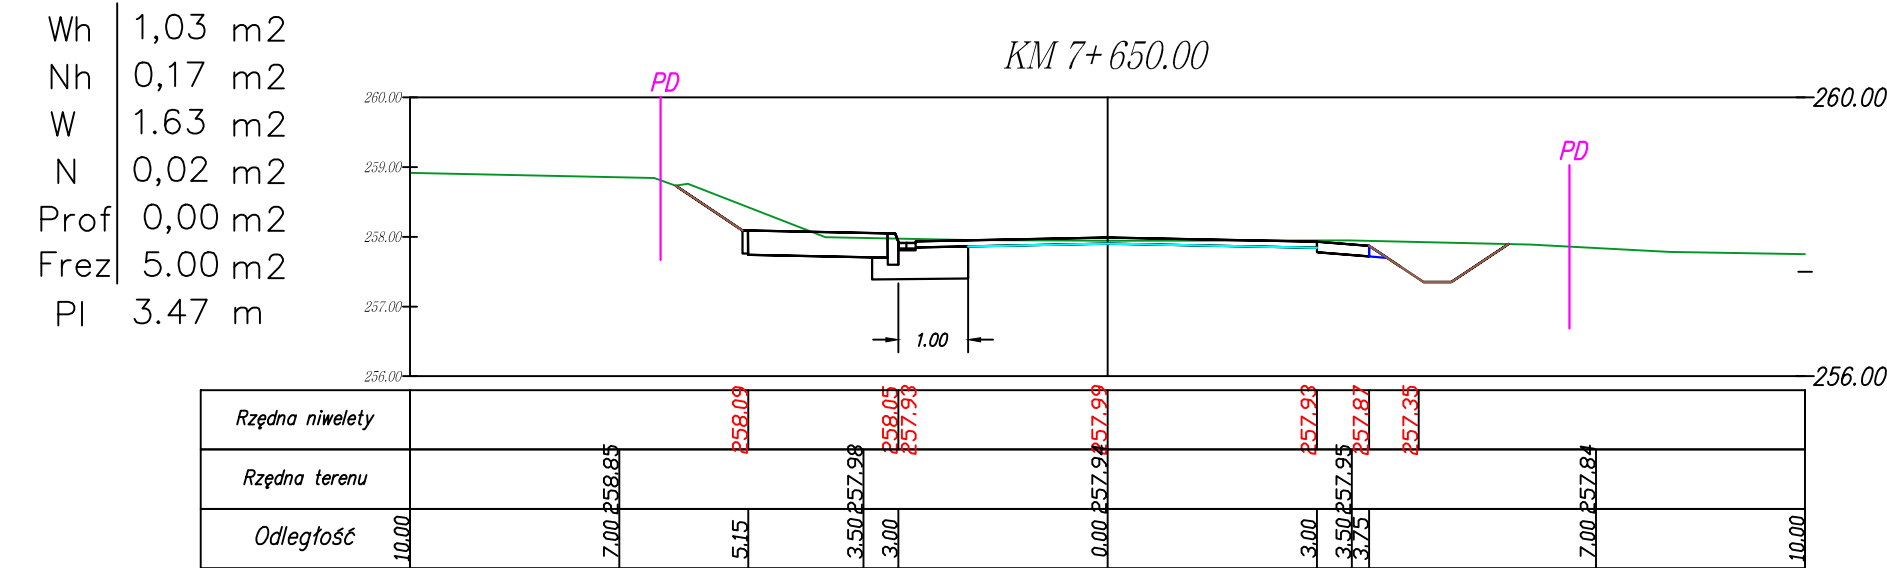 Wh 1,03 m2
Nh 0,17 m2
W 1.63 m2
N 0,02 m2
Prof 0,00 m2
Frez 5.00 m2
Pl 3.47 m
KM 7+650.00
PD
PD
260.00
259.00
258.00
257.00
256.00
260.00
256.00
1.00
Rzędna niwelety 258.09 258.05 257.93 257.99 257.93 257.87 257.35
Rzędna terenu 258.85 257.98 257.94 257.95 257.84
Odległość 10.00 7.00 5.15 3.50 3.00 0.00 3.00 3.50 3.75 7.00 10.00